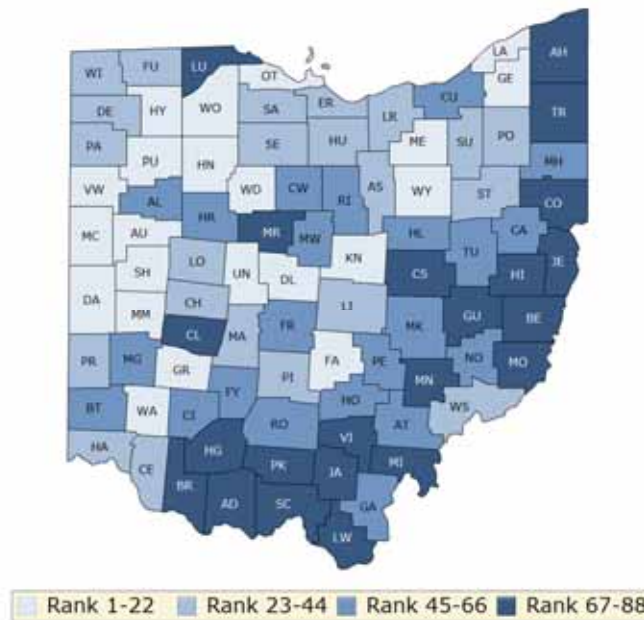 LA AH
WI FU LU OT GE
CU
DE HY WO SA ER LR TR
PA SE HU ME SU PO
PU HN MH
VW WD CW RI AS WY ST CO
AL HR
MC AU MR MW HL TU CA JE
LO UN KN CS HI
SH DL
DA CH LI GU BE
MM CL MA FR MK
PR MG FA PE NO MO
GR PI MN
BT WA CI FY HO WS
RO AT
HA CE HG VI MI
PK JA
BR AD SC GA
LW
Rank 1-22 Rank 23-44 Rank 45-66 Rank 67-88